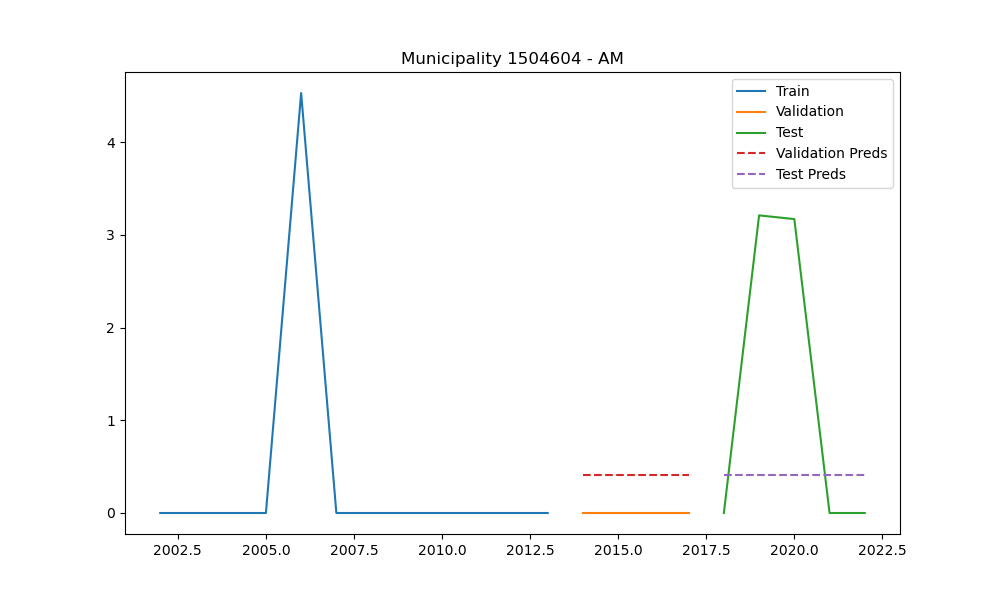 Municipality 1504604 - AM
Train
Validation
Test
Validation Preds
Test Preds
4
3
2
1
0
2002.5 2005.0 2007.5 2010.0 2012.5 2015.0 2017.5 2020.0 2022.5